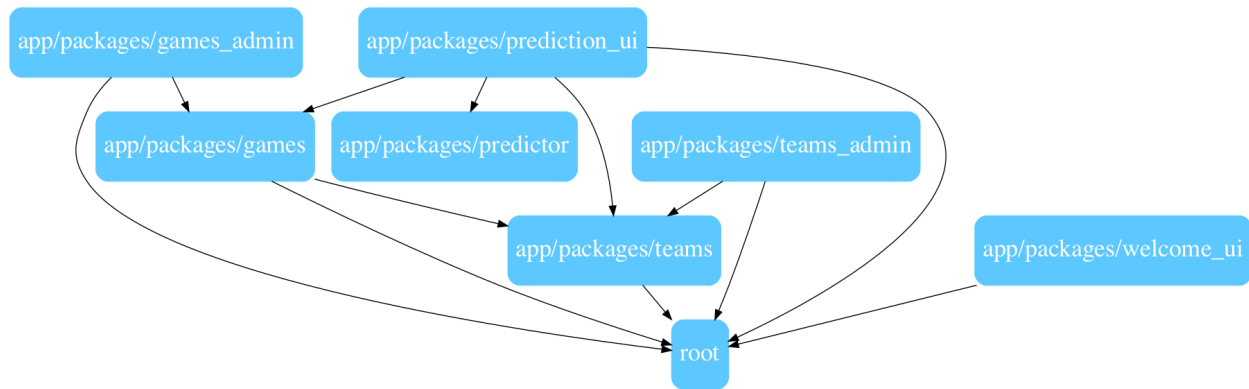 app/packages/games_admin
app/packages/prediction_ui
app/packages/games
app/packages/predictor
app/packages/teams_admin
app/packages/teams
app/packages/welcome_ui
root